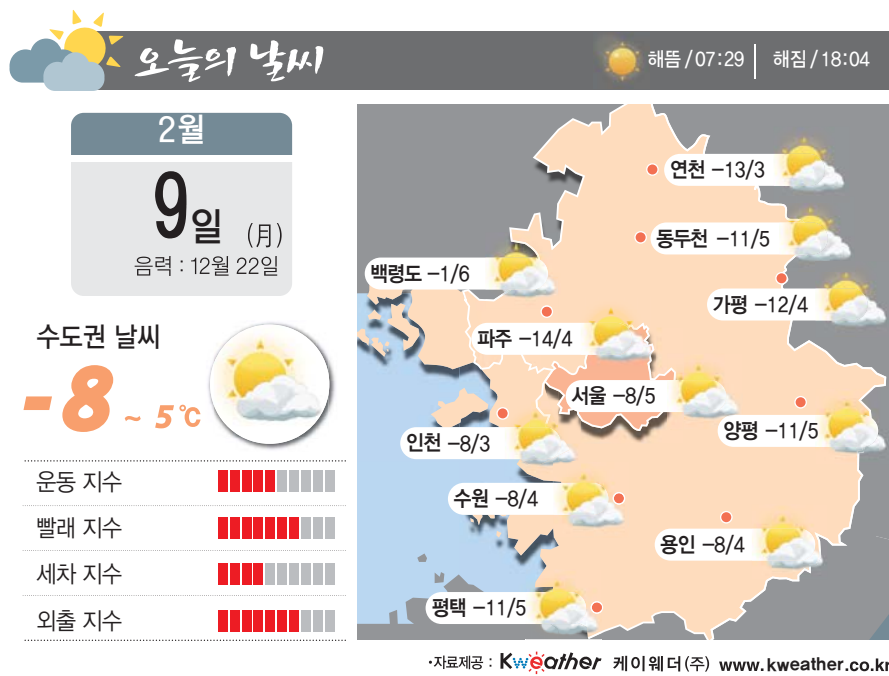 오늘의 날씨
해뜸 / 07:29 | 해짐 / 18:04
2월
9일 (月)
음력 : 12월 22일
수도권 날씨
-8 ~ 5℃
운동 지수
빨래 지수
세차 지수
외출 지수
연천 -13/3
동두천 -11/5
백령도 -1/6
가평 -12/4
파주 -14/4
서울 -8/5
양평 -11/5
인천 -8/3
수원 -8/4
용인 -8/4
평택 -11/5
·자료제공 : Kweather 케이웨더(주) www.kweather.co.kr